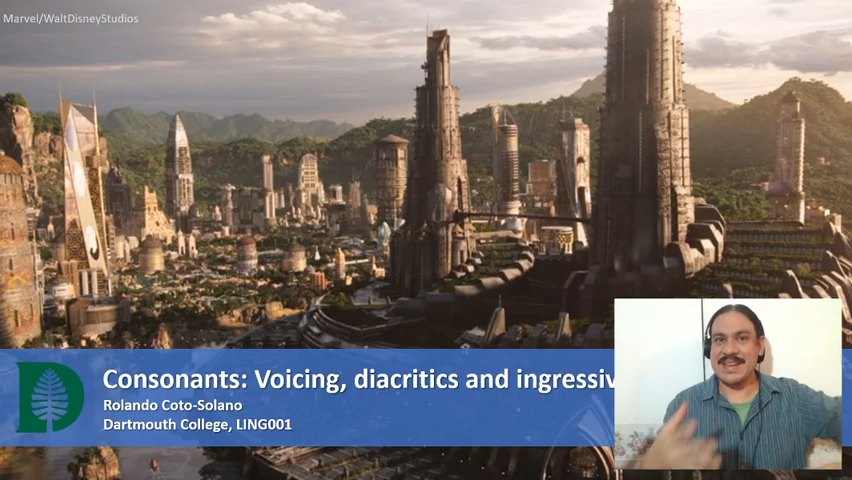 Marvel/WaltDisneyStudios
Consonants: Voicing, diacritics and ingressiv
Rolando Coto-Solano
Dartmouth College, LING001